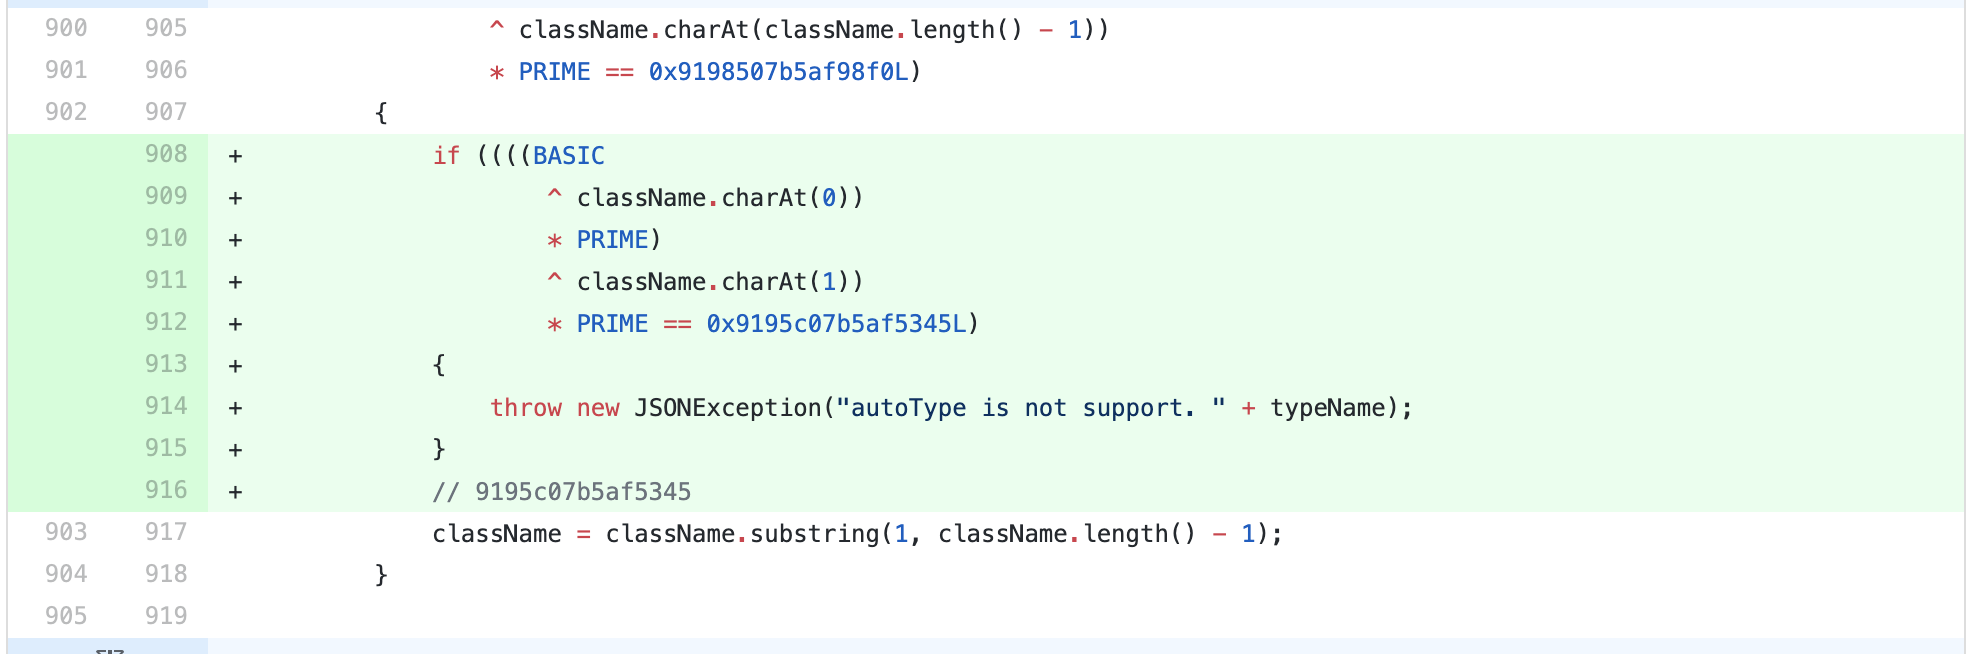 900 905 ^ className.charAt(className.length() - 1))
901 906 * PRIME == 0x9198507b5af98f0L)
902 907 {
908 + if ((((BASIC
909 + ^ className.charAt(0))
910 + * PRIME)
911 + ^ className.charAt(1))
912 + * PRIME == 0x9195c07b5af5345L)
913 + {
914 + throw new JSONException("autoType is not support. " + typeName);
915 + }
916 + // 9195c07b5af5345
903 917 className = className.substring(1, className.length() - 1);
904 918 }
905 919